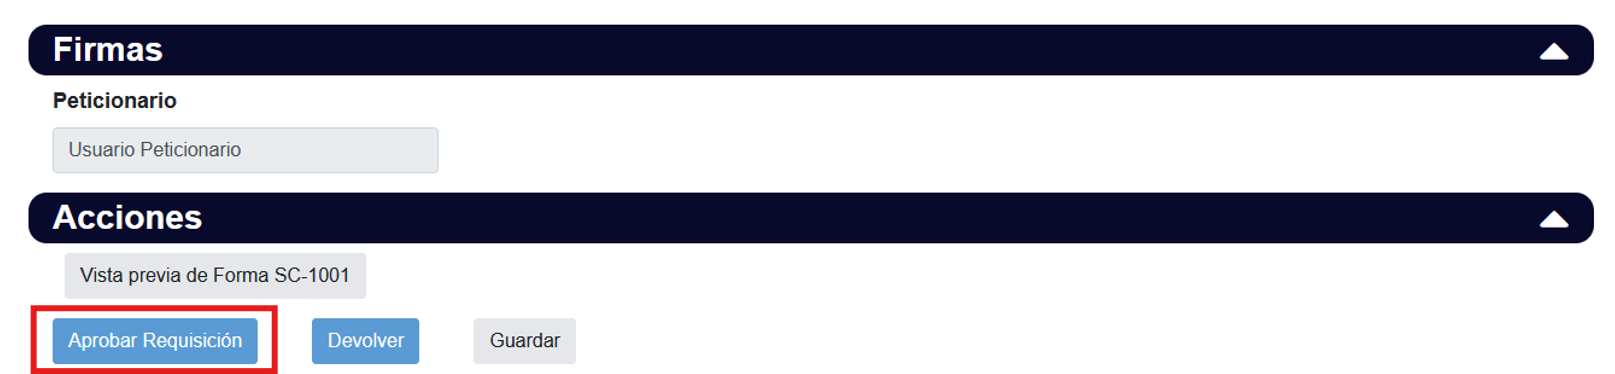 Firmas
Peticionario
Usuario Peticionario
Acciones
Vista previa de Forma SC-1001
Aprobar Requisición
Devolver
Guardar